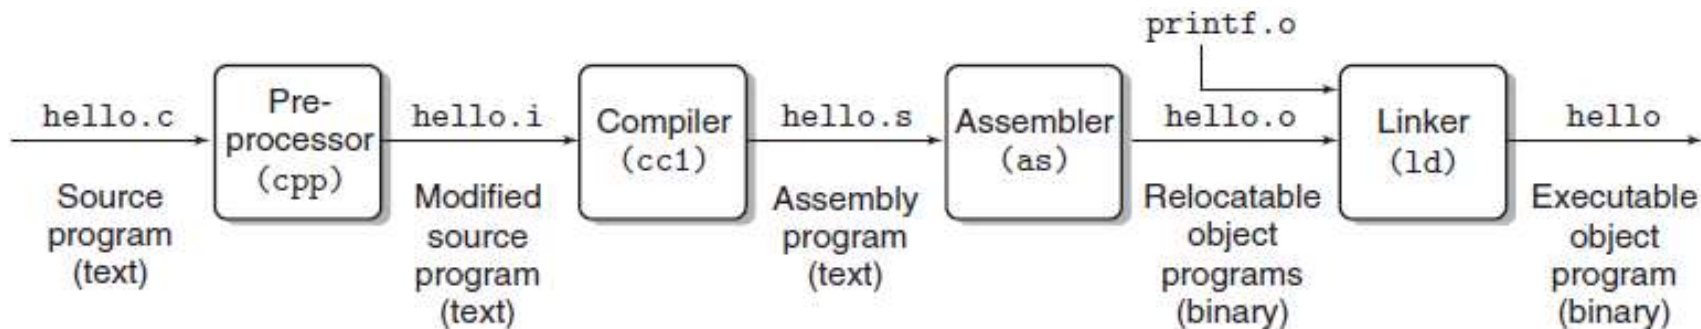 printf.o
hello.c
Pre-
processor
(cpp)
hello.i
Compiler
(cc1)
hello.s
Assembler
(as)
hello.o
Linker
(ld)
hello
Source
program
(text)
Modified
source
program
(text)
Assembly
program
(text)
Relocatable
object
programs
(binary)
Executable
object
program
(binary)